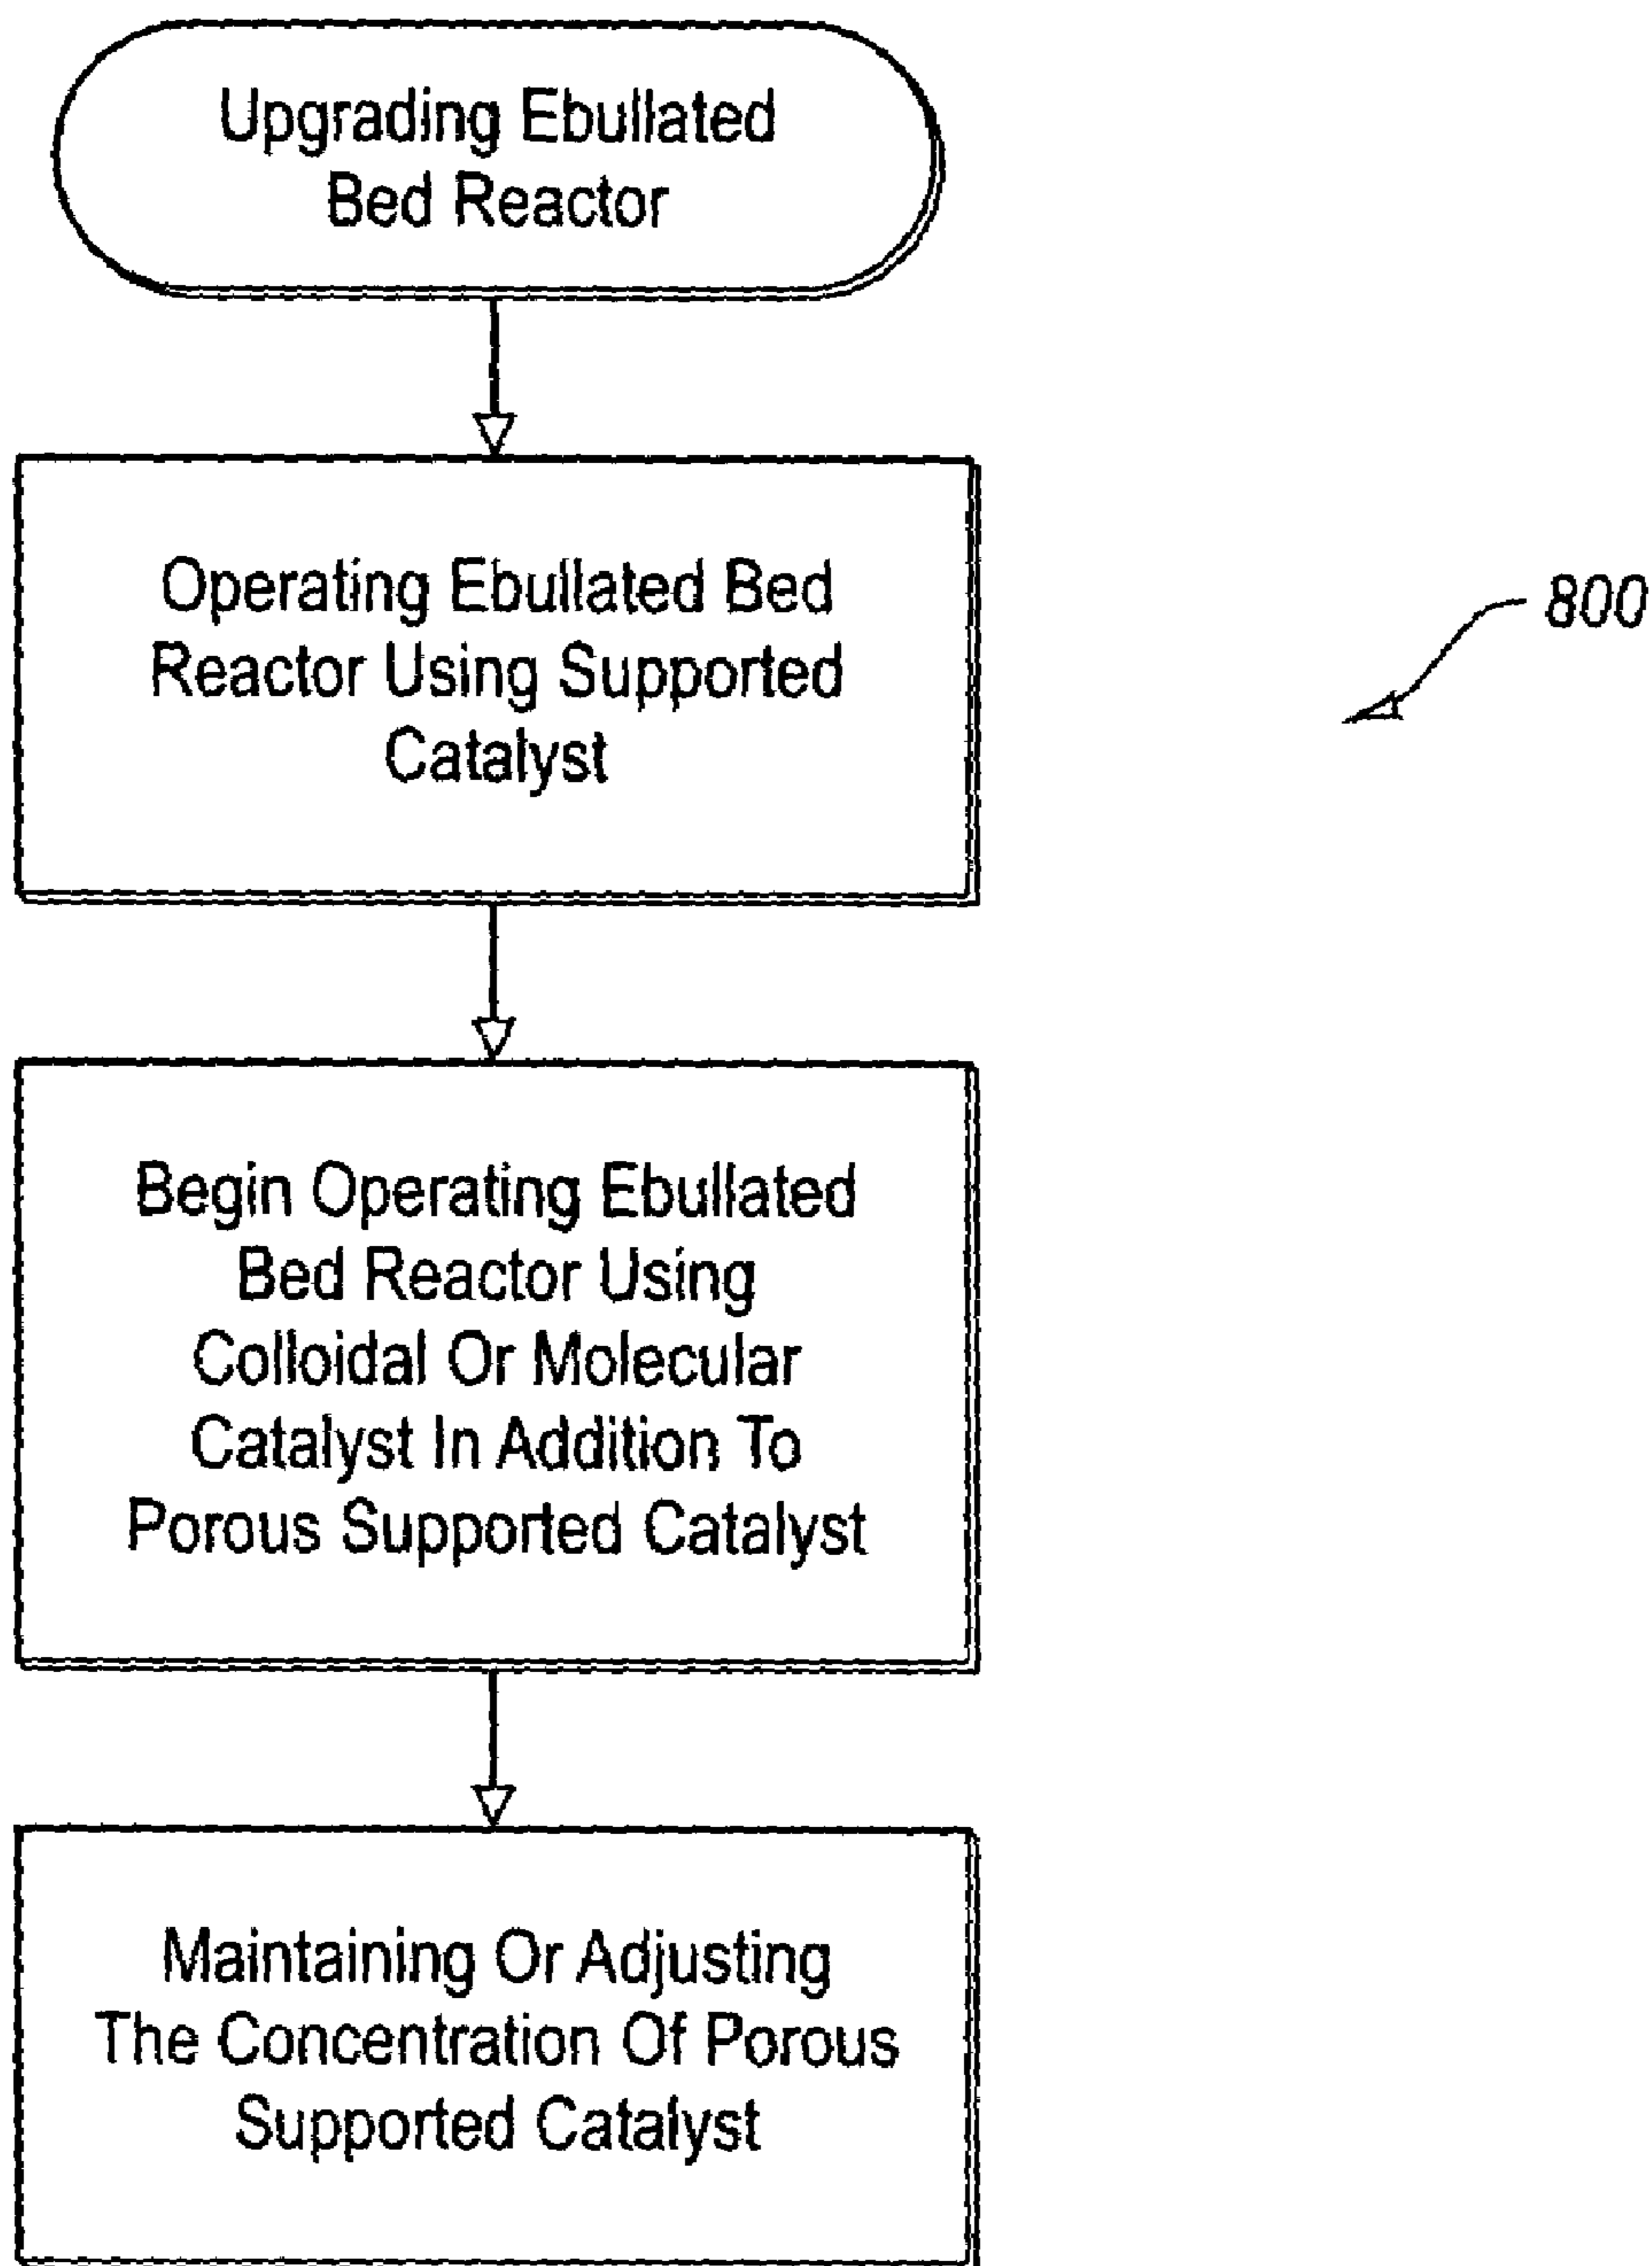 Upgrading Ebullated
Bed Reactor
Operating Ebullated Bed
Reactor Using Supported
Catalyst
800
Begin Operating Ebullated
Bed Reactor Using
Colloidal Or Molecular
Catalyst In Addition To
Porous Supported Catalyst
Maintaining Or Adjusting
The Concentration Of Porous
Supported Catalyst